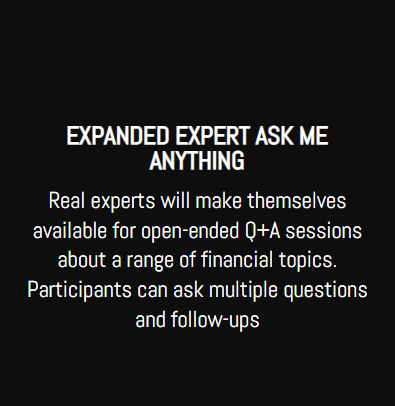 EXPANDED EXPERT ASK ME
ANYTHING
Real experts will make themselves
available for open-ended Q+A sessions
about a range of financial topics.
Participants can ask multiple questions
and follow-ups